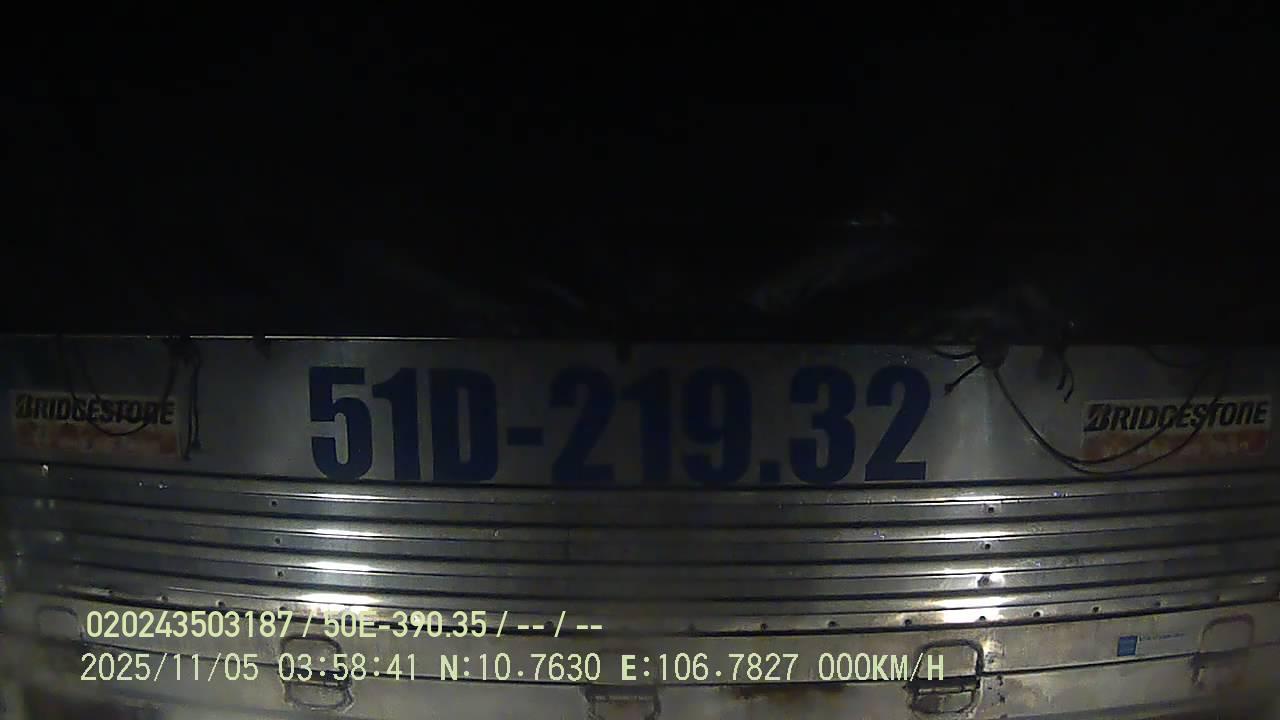 51D-219.32
BRIDGESTONE
BRIDGESTONE
020243503187 / 50E-390.35 / -- / --
2025/11/05 03:58:41 N:10.7630 E:106.7827 000KM/H